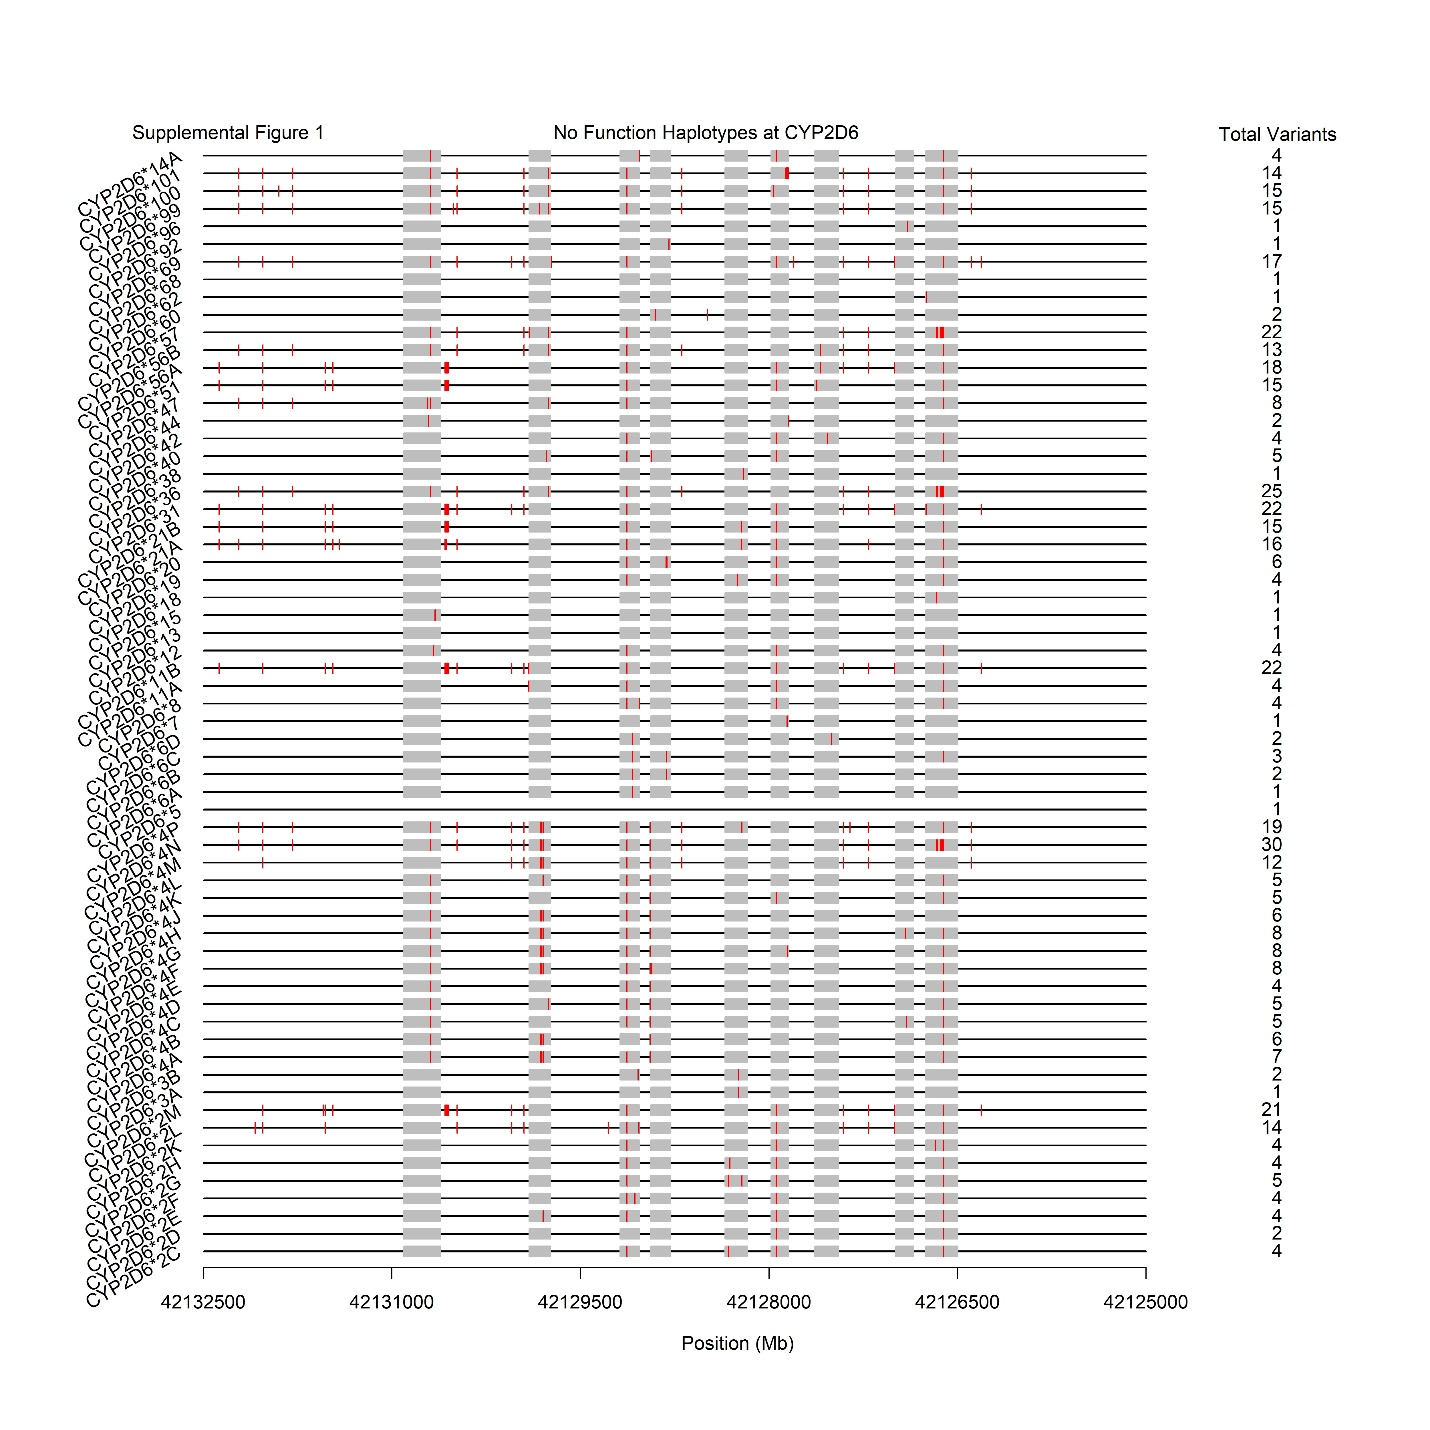 Supplemental Figure 1 No Function Haplotypes at CYP2D6 Total Variants
CYP2D6*14A 4
CYP2D6*101 14
CYP2D6*100 15
CYP2D6*99 15
CYP2D6*96 1
CYP2D6*92 1
CYP2D6*69 17
CYP2D6*68 1
CYP2D6*62 1
CYP2D6*60 2
CYP2D6*57 22
CYP2D6*56B 13
CYP2D6*56A 18
CYP2D6*51 15
CYP2D6*47 8
CYP2D6*44 2
CYP2D6*42 4
CYP2D6*40 5
CYP2D6*38 1
CYP2D6*36 25
CYP2D6*31 22
CYP2D6*21B 15
CYP2D6*21A 16
CYP2D6*20 6
CYP2D6*19 4
CYP2D6*18 1
CYP2D6*15 1
CYP2D6*13 1
CYP2D6*12 4
CYP2D6*11B 22
CYP2D6*11A 4
CYP2D6*8 4
CYP2D6*7 1
CYP2D6*6D 2
CYP2D6*6C 3
CYP2D6*6B 2
CYP2D6*6A 1
CYP2D6*5 1
CYP2D6*4P 19
CYP2D6*4N 30
CYP2D6*4M 12
CYP2D6*4L 5
CYP2D6*4K 5
CYP2D6*4J 6
CYP2D6*4H 8
CYP2D6*4G 8
CYP2D6*4F 8
CYP2D6*4E 4
CYP2D6*4D 5
CYP2D6*4C 5
CYP2D6*4B 6
CYP2D6*4A 7
CYP2D6*3B 2
CYP2D6*3A 1
CYP2D6*2M 21
CYP2D6*2L 14
CYP2D6*2K 4
CYP2D6*2H 4
CYP2D6*2G 5
CYP2D6*2F 4
CYP2D6*2E 4
CYP2D6*2D 2
CYP2D6*2C 4
42132500 42131000 42129500 42128000 42126500 42125000
Position (Mb)